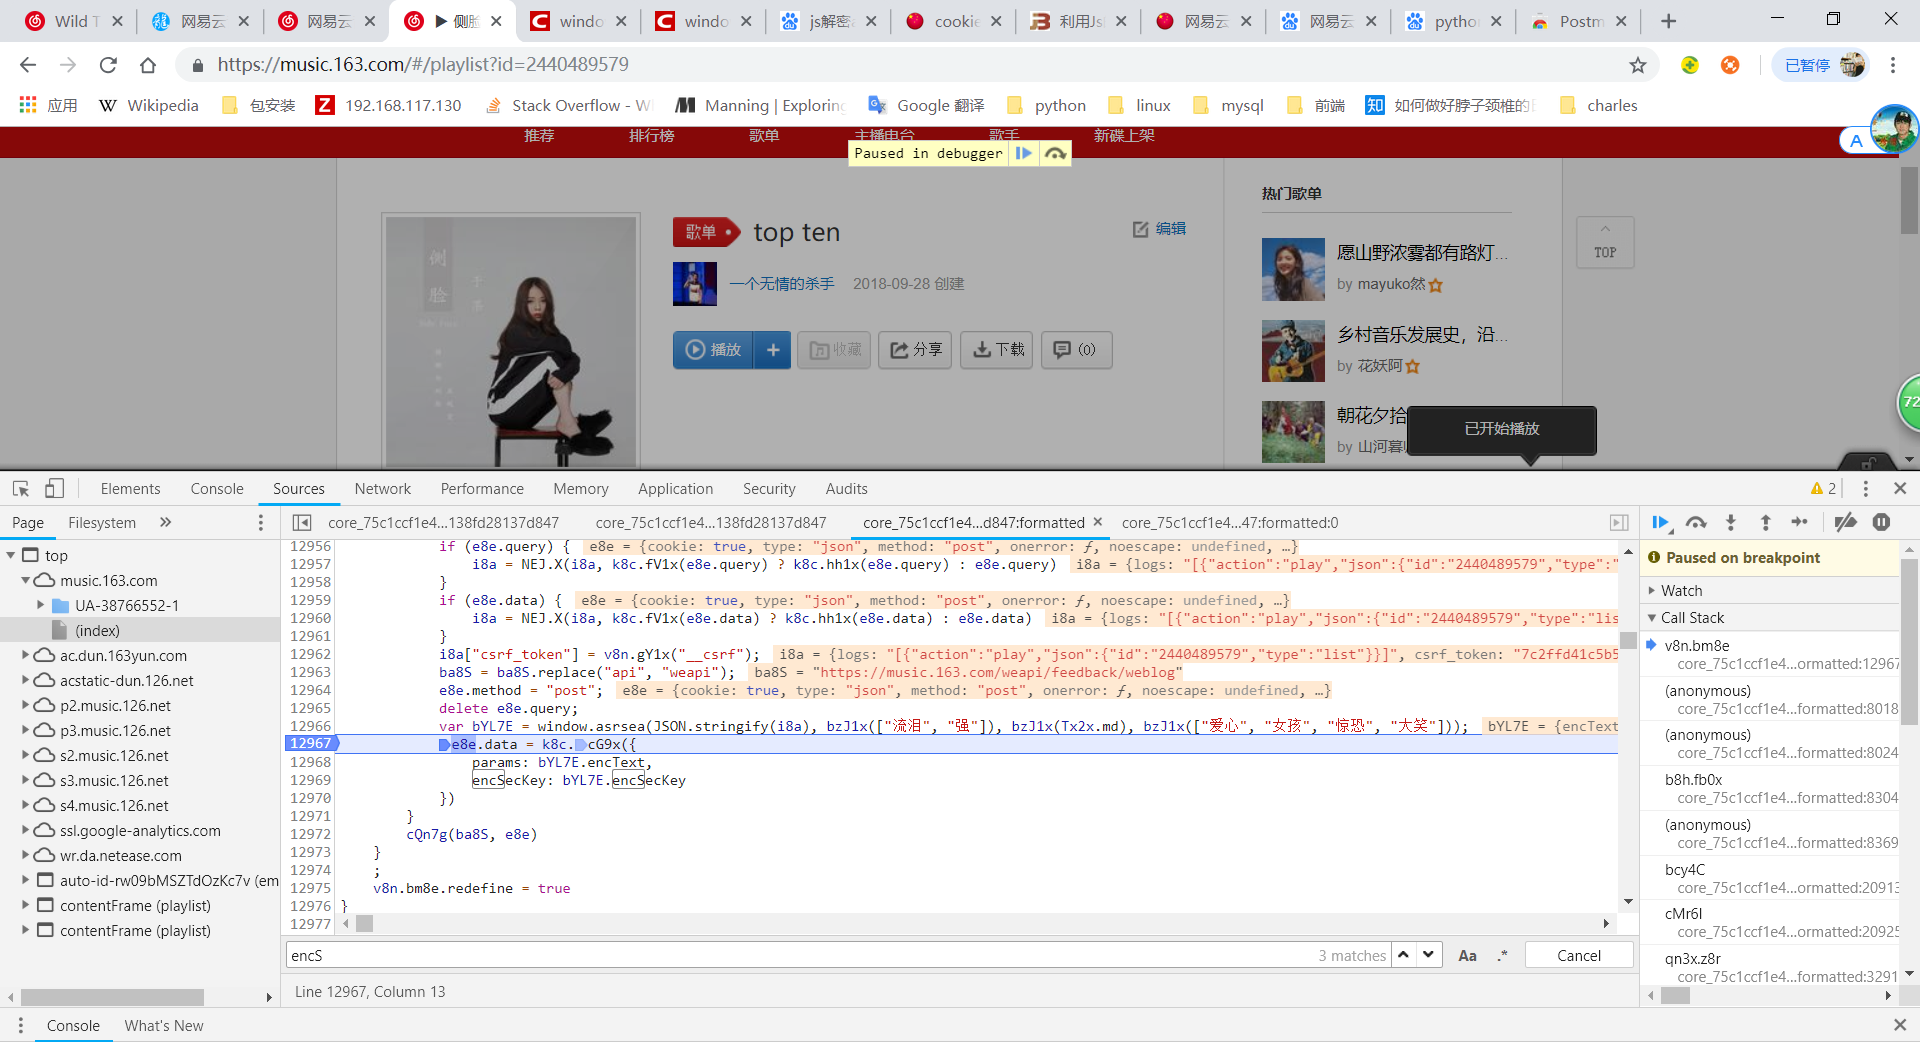 Wild T
网易云
网易云
▶ 侧脸
windo
windo
js解密
cookie
利用Js
网易云
网易云
pytho
Postm
https://music.163.com/#/playlist?id=2440489579
已暂停
应用
Wikipedia
包安装
192.168.117.130
Stack Overflow - W
Manning | Exploring
Google 翻译
python
linux
mysql
前端
如何做好脖子颈椎的
charles
推荐
排行榜
歌单
主播电台
歌手
新碟上架
Paused in debugger
A
侧
脸
歌单
top ten
编辑
一个无情的杀手
2018-09-28 创建
播放
收藏
分享
下载
(0)
热门歌单
愿山野浓雾都有路灯...
by mayuko然
乡村音乐发展史，沿...
by 花妖阿
朝花夕拾
by 山河暮
TOP
72
已开始播放
Elements
Console
Sources
Network
Performance
Memory
Application
Security
Audits
2
Page
Filesystem
core_75c1ccf1e4...138fd28137d847
core_75c1ccf1e4...138fd28137d847
core_75c1ccf1e4...d847:formatted
core_75c1ccf1e4...47:formatted:0
top
music.163.com
UA-38766552-1
(index)
ac.dun.163yun.com
acstatic-dun.126.net
p2.music.126.net
p3.music.126.net
s2.music.126.net
s3.music.126.net
s4.music.126.net
ssl.google-analytics.com
wr.da.netease.com
auto-id-rw09bMSZTdOzKc7v (em
contentFrame (playlist)
contentFrame (playlist)
12956 if (e8e.query) { e8e = {cookie: true, type: "json", method: "post", onerror: ƒ, noescape: undefined, …}
12957 i8a = NEJ.X(i8a, k8c.fV1x(e8e.query) ? k8c.hh1x(e8e.query) : e8e.query) i8a = {logs: "[{"action":"play","json":{"id":"2440489579","type":"
12958 }
12959 if (e8e.data) { e8e = {cookie: true, type: "json", method: "post", onerror: ƒ, noescape: undefined, …}
12960 i8a = NEJ.X(i8a, k8c.fV1x(e8e.data) ? k8c.hh1x(e8e.data) : e8e.data) i8a = {logs: "[{"action":"play","json":{"id":"2440489579","type":"lis
12961 }
12962 i8a["csrf_token"] = v8n.gY1x("__csrf"); i8a = {logs: "[{"action":"play","json":{"id":"2440489579","type":"list"}}]", csrf_token: "7c2ffd41c5b5
12963 ba8S = ba8S.replace("api", "weapi"); ba8S = "https://music.163.com/weapi/feedback/weblog"
12964 e8e.method = "post"; e8e = {cookie: true, type: "json", method: "post", onerror: ƒ, noescape: undefined, …}
12965 delete e8e.query;
12966 var bYL7E = window.asrsea(JSON.stringify(i8a), bzJ1x(["流泪", "强"]), bzJ1x(Tx2x.md), bzJ1x(["爱心", "女孩", "惊恐", "大笑"])); bYL7E = {encText
12967 e8e.data = k8c.cG9x({
12968 params: bYL7E.encText,
12969 encSecKey: bYL7E.encSecKey
12970 })
12971 }
12972 cQn7g(ba8S, e8e)
12973 }
12974 ;
12975 v8n.bm8e.redefine = true
12976 }
12977
encS
3 matches
Aa
.*
Cancel
Line 12967, Column 13
Paused on breakpoint
Watch
Call Stack
v8n.bm8e
core_75c1ccf1e4...ormatted:12967
(anonymous)
core_75c1ccf1e4...formatted:8018
(anonymous)
core_75c1ccf1e4...formatted:8024
b8h.fb0x
core_75c1ccf1e4...formatted:8304
(anonymous)
core_75c1ccf1e4...formatted:8369
bcy4C
core_75c1ccf1e4...ormatted:20913
cMr6l
core_75c1ccf1e4...ormatted:20925
qn3x.z8r
core_75c1ccf1e4...formatted:3291
Console
What's New